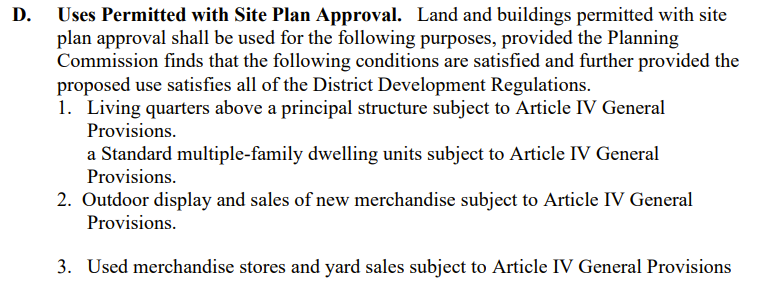 D. Uses Permitted with Site Plan Approval. Land and buildings permitted with site
plan approval shall be used for the following purposes, provided the Planning
Commission finds that the following conditions are satisfied and further provided the
proposed use satisfies all of the District Development Regulations.
1. Living quarters above a principal structure subject to Article IV General
Provisions.
a Standard multiple-family dwelling units subject to Article IV General
Provisions.
2. Outdoor display and sales of new merchandise subject to Article IV General
Provisions.
3. Used merchandise stores and yard sales subject to Article IV General Provisions